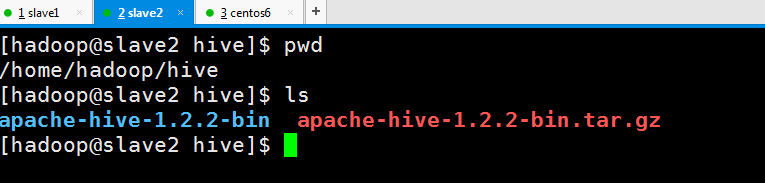 1 slave1 × 2 slave2 × 3 centos6 × +
[hadoop@slave2 hive]$ pwd
/home/hadoop/hive
[hadoop@slave2 hive]$ ls
apache-hive-1.2.2-bin  apache-hive-1.2.2-bin.tar.gz
[hadoop@slave2 hive]$